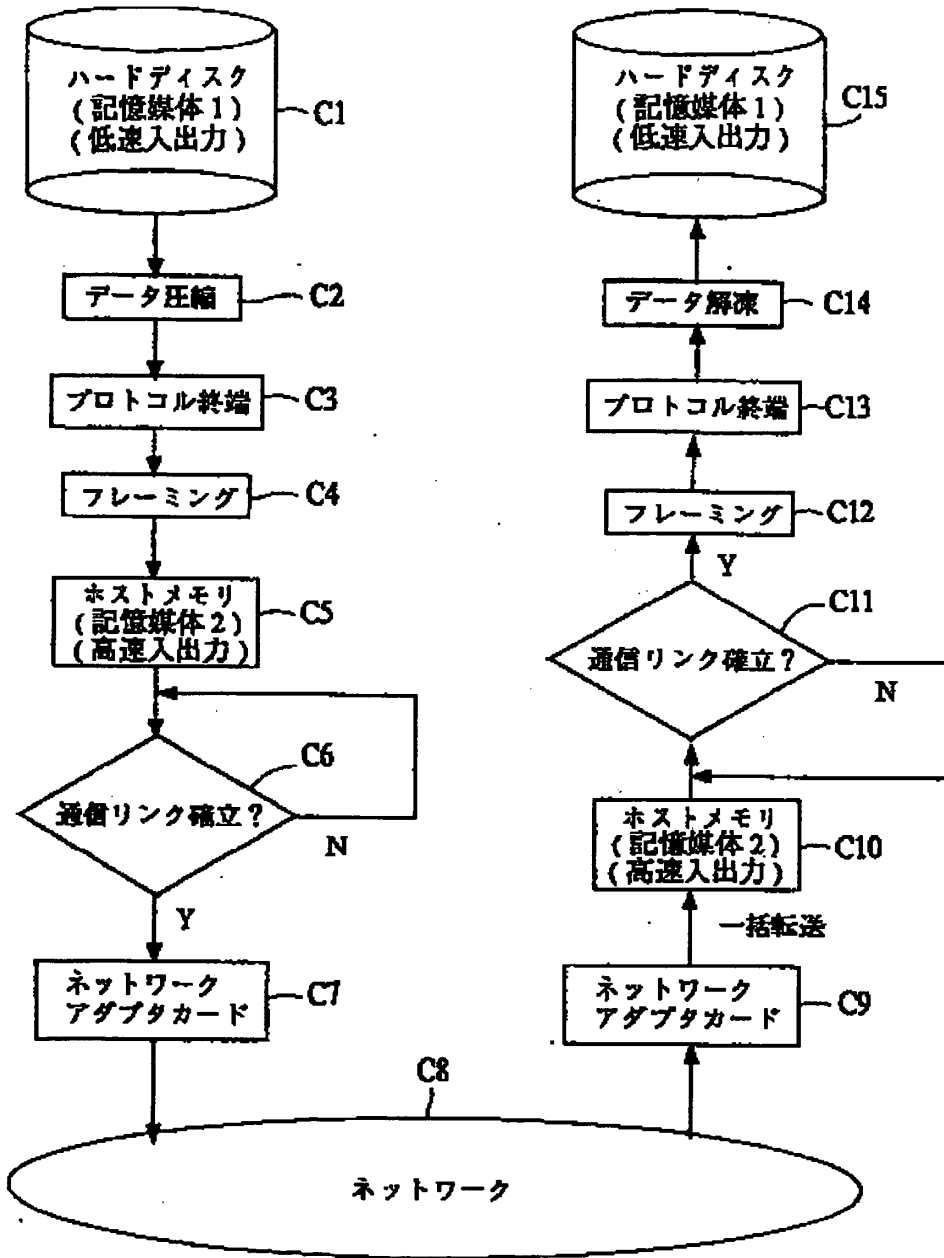 ハードディスク
(記憶媒体1)
(低速入出力)
C1
データ圧縮
C2
プロトコル終端
C3
フレーミング
C4
ホストメモリ
(記憶媒体2)
(高速入出力)
C5
C6
通信リンク確立?
N
Y
ネットワーク
アダプタカード
C7
C8
ネットワーク
ハードディスク
(記憶媒体1)
(低速入出力)
C15
データ解凍
C14
プロトコル終端
C13
フレーミング
C12
Y
C11
通信リンク確立?
N
ホストメモリ
(記憶媒体2)
(高速入出力)
C10
一括転送
ネットワーク
アダプタカード
C9